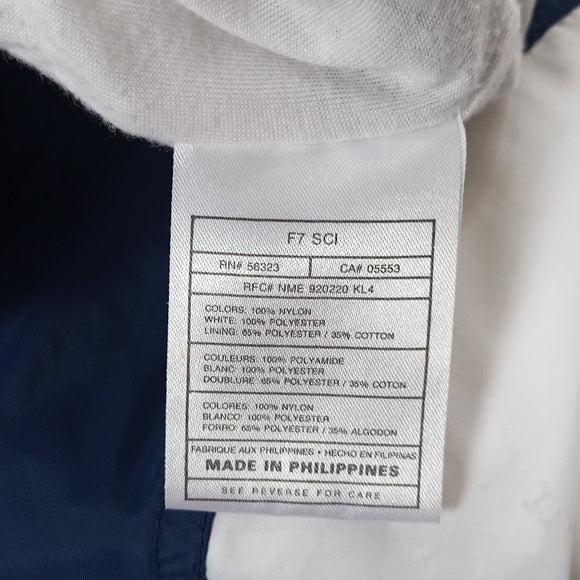 F7 SCI
RN# 56323 CA# 05553
RFC# NME 920220 KL4
COLORS: 100% NYLON
WHITE: 100% POLYESTER
LINING: 65% POLYESTER / 35% COTTON
COULEURS: 100% POLYAMIDE
BLANC: 100% POLYESTER
DOUBLURE: 65% POLYESTER / 35% COTON
COLORES: 100% NYLON
BLANCO: 100% POLYESTER
FORRO: 65% POLYESTER / 35% ALGODON
FABRIQUE AUX PHILIPPINES • HECHO EN FILIPINAS
MADE IN PHILIPPINES
SEE REVERSE FOR CARE